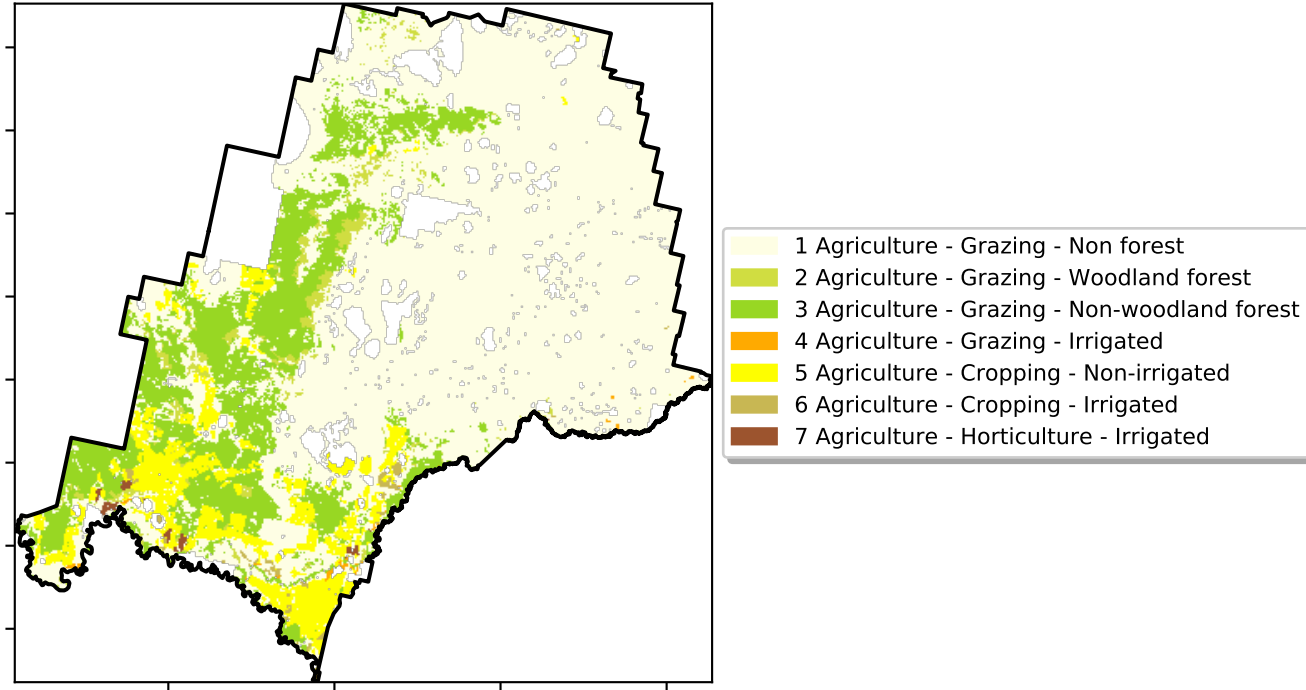 1 Agriculture - Grazing - Non forest
2 Agriculture - Grazing - Woodland forest
3 Agriculture - Grazing - Non-woodland forest
4 Agriculture - Grazing - Irrigated
5 Agriculture - Cropping - Non-irrigated
6 Agriculture - Cropping - Irrigated
7 Agriculture - Horticulture - Irrigated